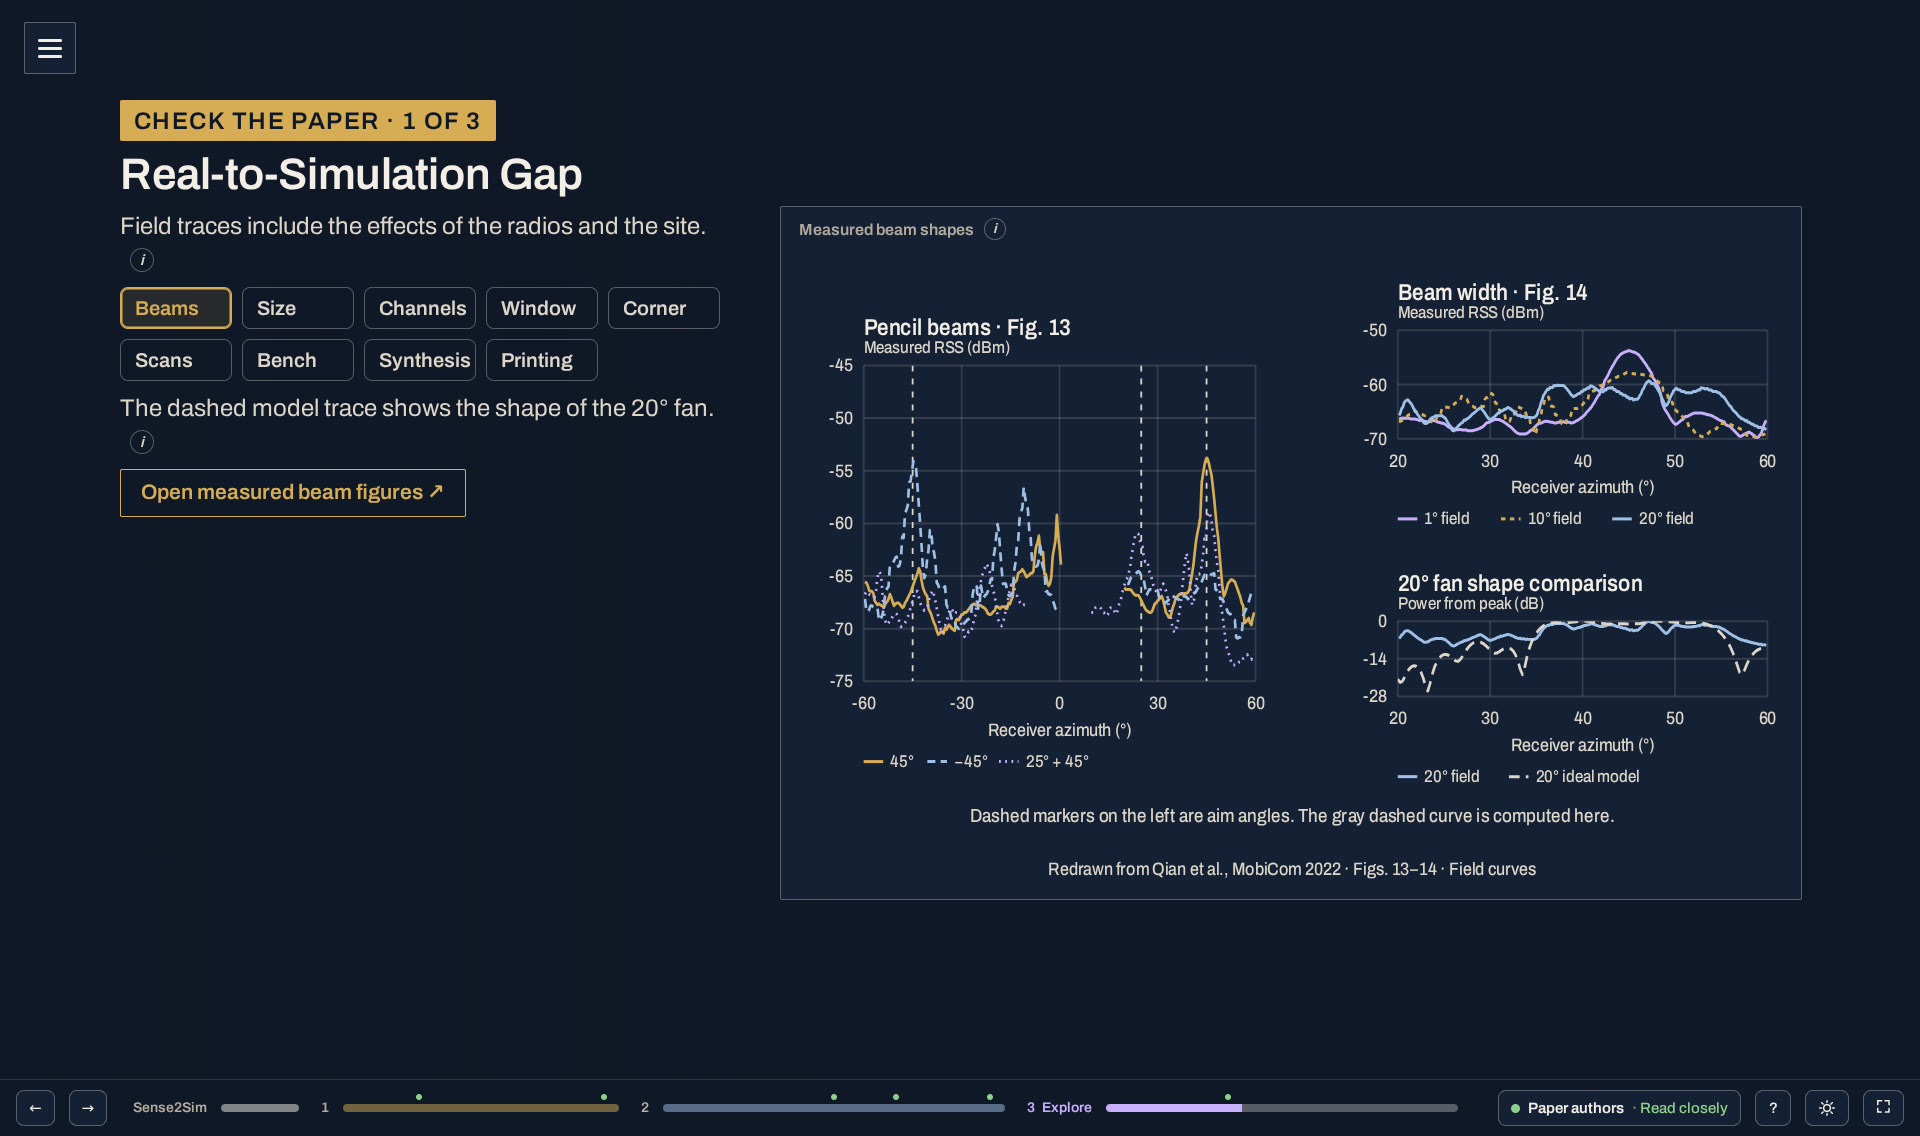 CHECK THE PAPER · 1 OF 3
Real-to-Simulation Gap
Field traces include the effects of the radios and the site.
i
Beams
Size
Channels
Window
Corner
Scans
Bench
Synthesis
Printing
The dashed model trace shows the shape of the 20° fan.
i
Open measured beam figures ↗
Measured beam shapes i
Pencil beams · Fig. 13
Measured RSS (dBm)
-45
-50
-55
-60
-65
-70
-75
-60 -30 0 30 60
Receiver azimuth (°)
45° −45° 25° + 45°
Beam width · Fig. 14
Measured RSS (dBm)
-50
-60
-70
20 30 40 50 60
Receiver azimuth (°)
1° field 10° field 20° field
20° fan shape comparison
Power from peak (dB)
0
-14
-28
20 30 40 50 60
Receiver azimuth (°)
20° field 20° ideal model
Dashed markers on the left are aim angles. The gray dashed curve is computed here.
Redrawn from Qian et al., MobiCom 2022 · Figs. 13–14 · Field curves
← → Sense2Sim 1 2 3 Explore Paper authors · Read closely ?